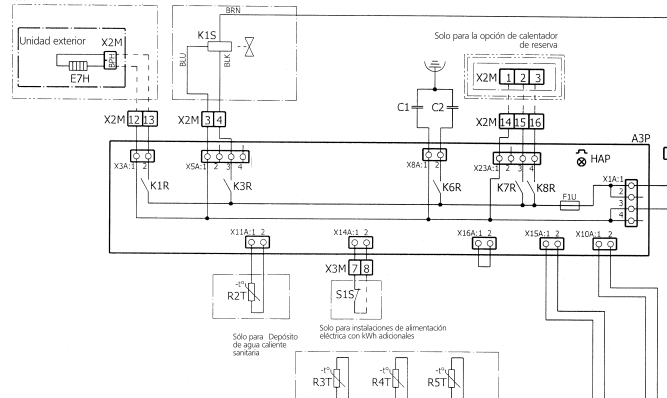 BRN
Unidad exterior
X2M
BPH
E7H
K1S
BLU
BLK
Solo para la opción de calentador
de reserva
X2M 1 2 3
C1 C2
X2M 12 13
X2M 3 4
X2M 14 15 16
A3P
X3A:1 2
X5A:1 2 3 4
X8A:1 2
X23A:1 2 3 4
HAP
X1A:1
2
3
4
K1R
K3R
K6R
K7R
K8R
F1U
X11A:1 2
X14A:1 2
X16A:1 2
X15A:1 2
X10A:1 2
X3M 7 8
-t°
R2T
S1S
Sólo para Depósito
de agua caliente
sanitaria
Solo para instalaciones de alimentación
eléctrica con kWh adicionales
-t°
R3T
-t°
R4T
-t°
R5T